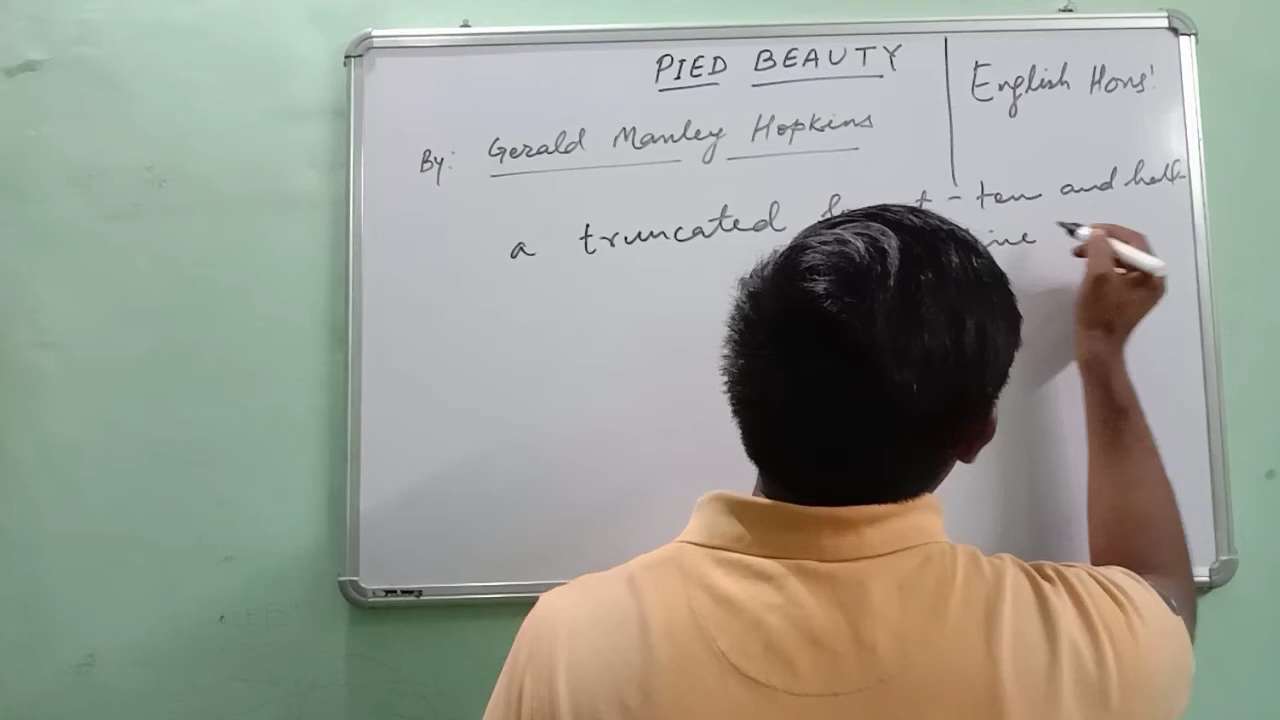 PIED BEAUTY
English Hons'
By: Gerald Manley Hopkins
a truncated - ten and half-